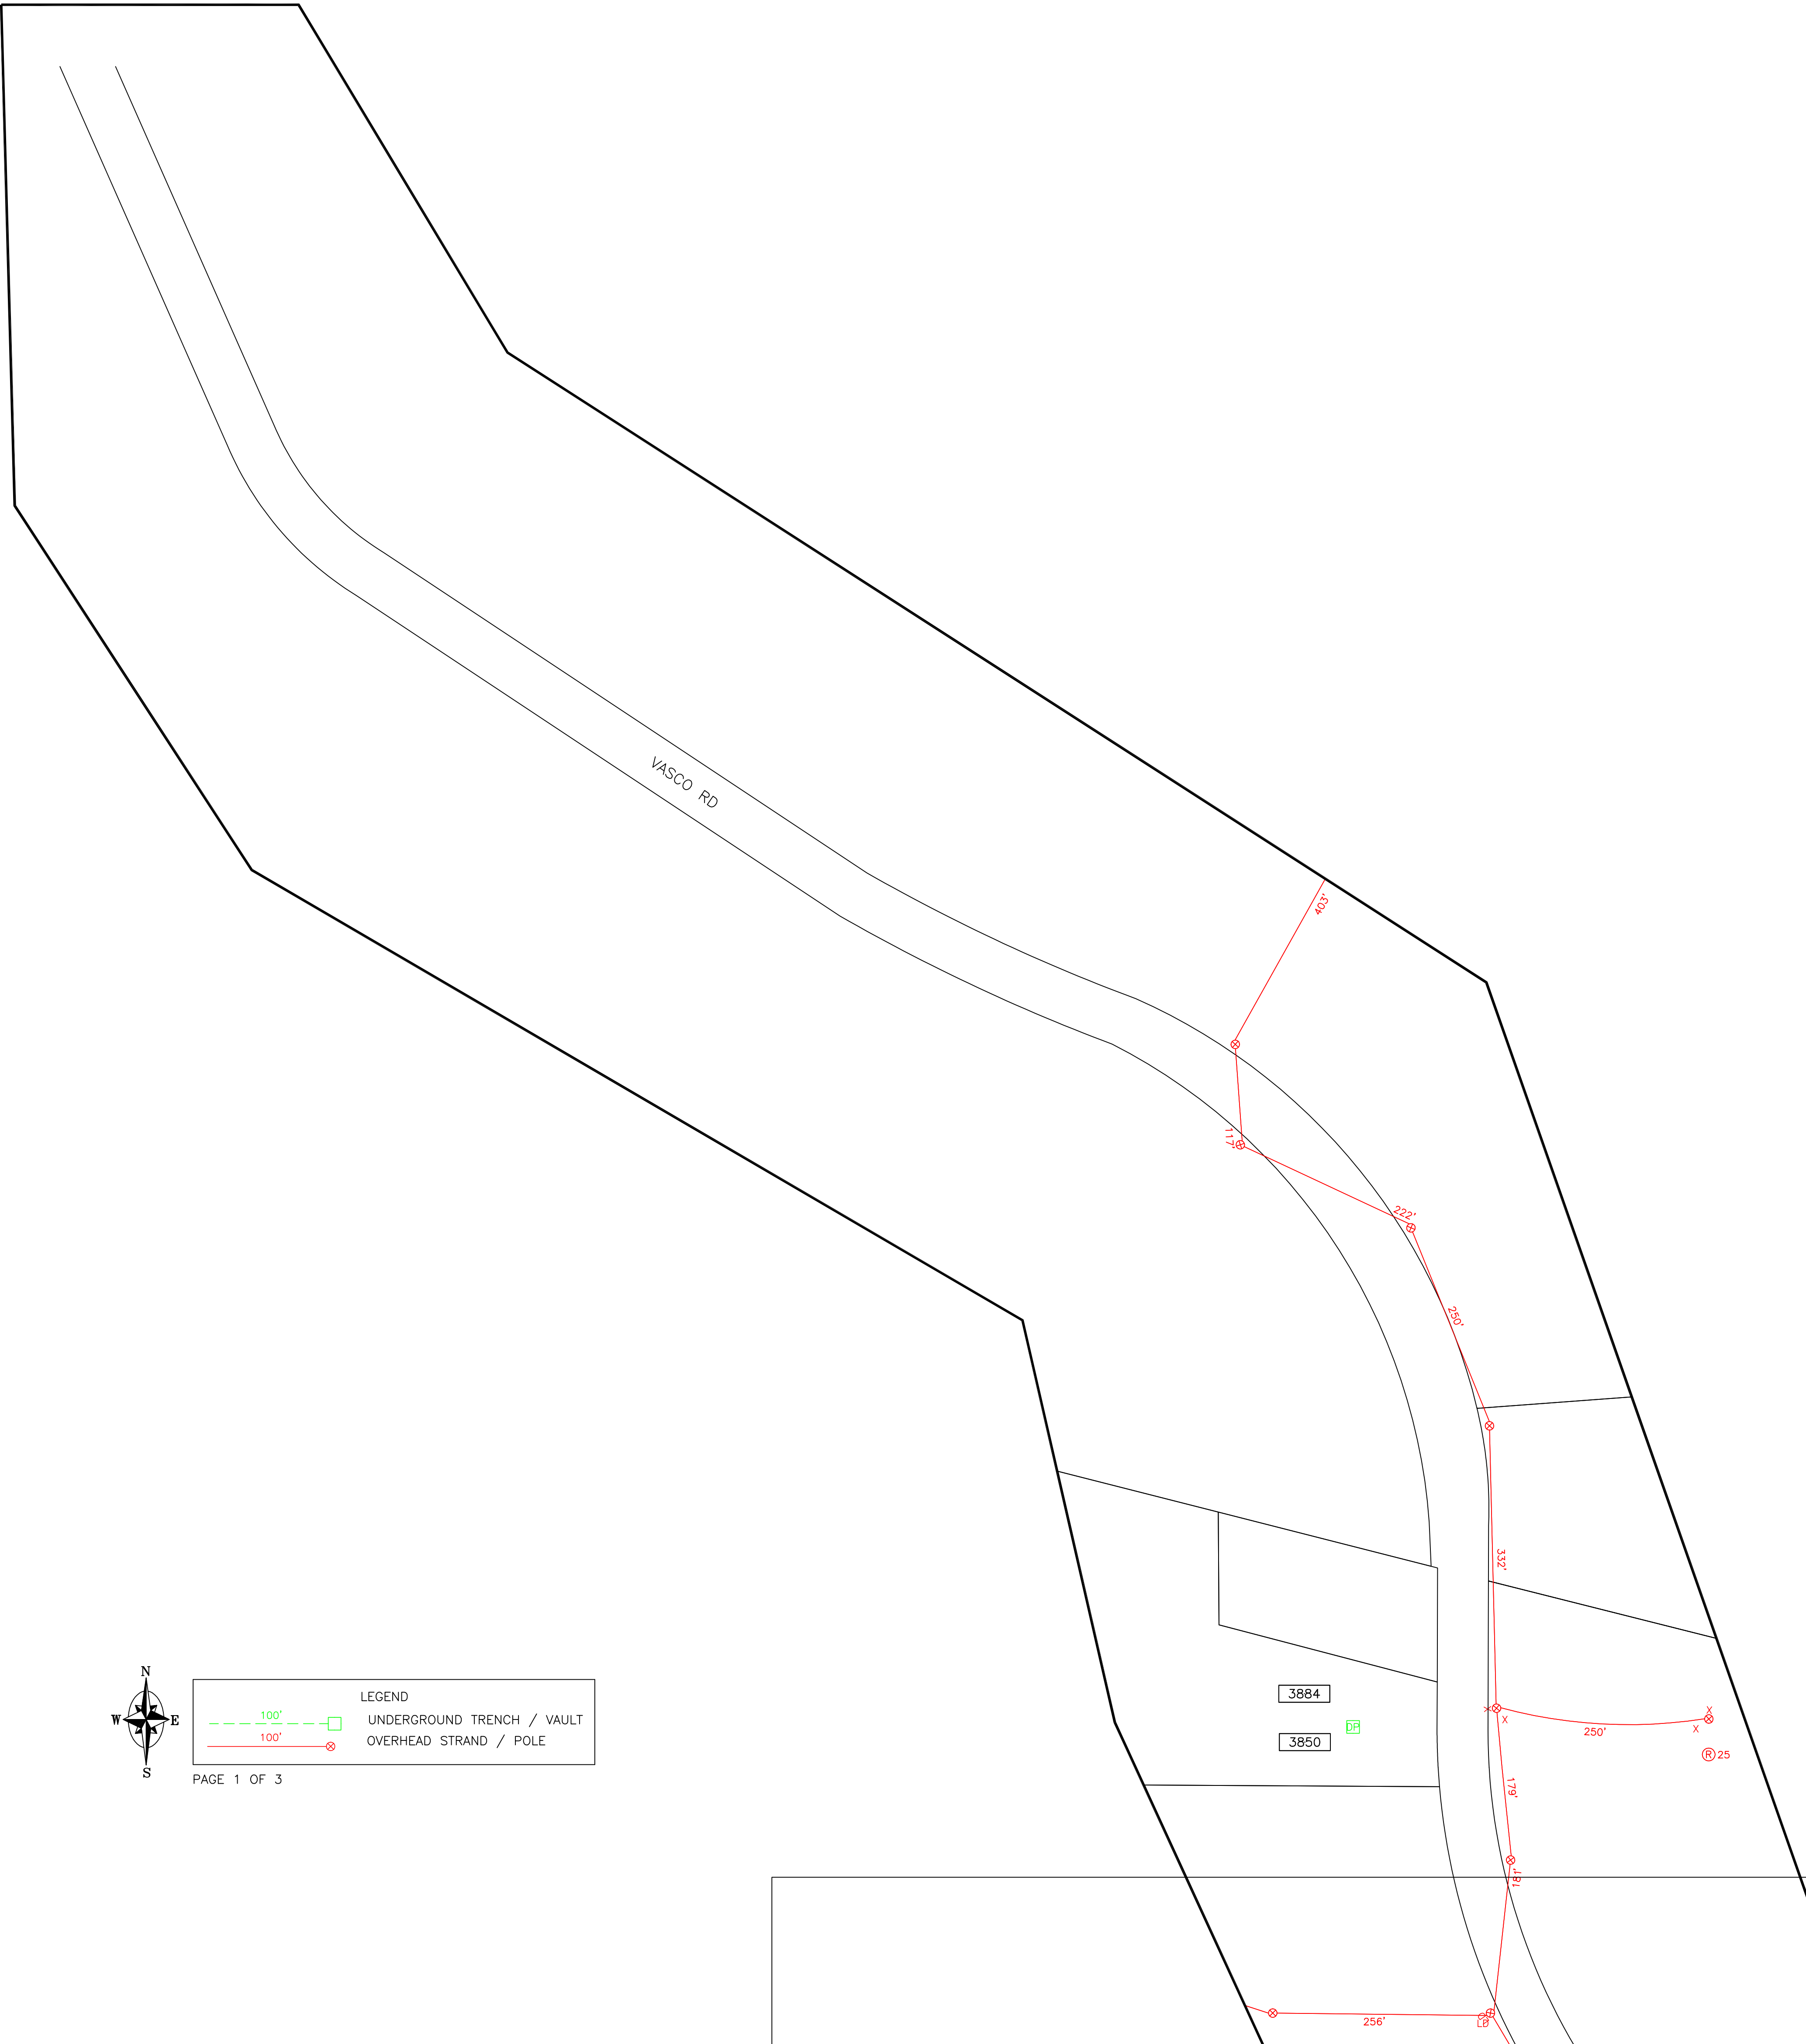 VASCO RD
403'
117'
222'
250'
332'
3884
DP
3850
X
X
250'
X
X
R 25
179'
181'
256'
LD
N
W
E
S
LEGEND
100'
UNDERGROUND TRENCH / VAULT
100'
OVERHEAD STRAND / POLE
PAGE 1 OF 3